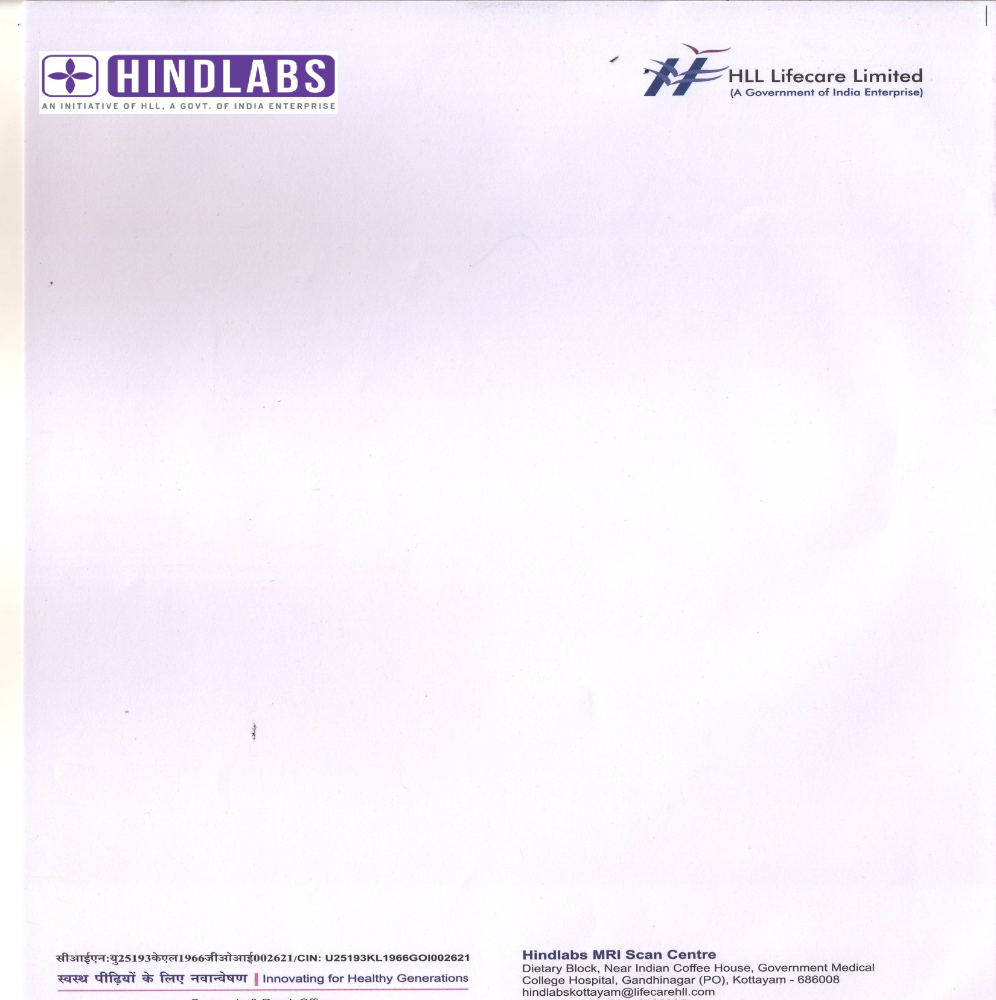 HINDLABS
AN INITIATIVE OF HLL, A GOVT. OF INDIA ENTERPRISE
HLL Lifecare Limited
(A Government of India Enterprise)
सीआईएन:यु25193केएल1966जीओआई002621/CIN: U25193KL1966GOI002621
स्वस्थ पीढ़ियों के लिए नवान्वेषण | Innovating for Healthy Generations
Hindlabs MRI Scan Centre
Dietary Block, Near Indian Coffee House, Government Medical
College Hospital, Gandhinagar (PO), Kottayam - 686008
hindlabskottayam@lifecarehll.com